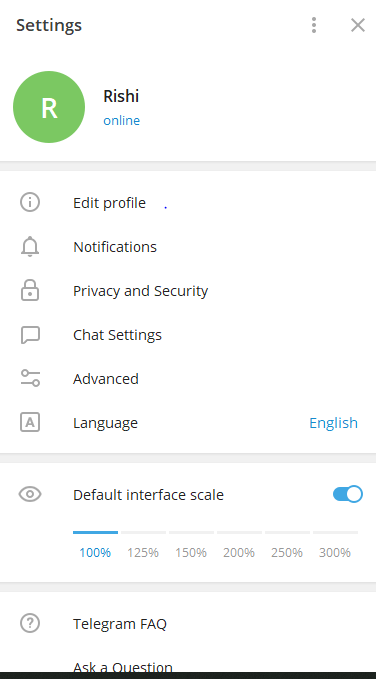 Settings
R
Rishi
online
Edit profile .
Notifications
Privacy and Security
Chat Settings
Advanced
A Language English
Default interface scale
100% 125% 150% 200% 250% 300%
? Telegram FAQ
Ask a Question